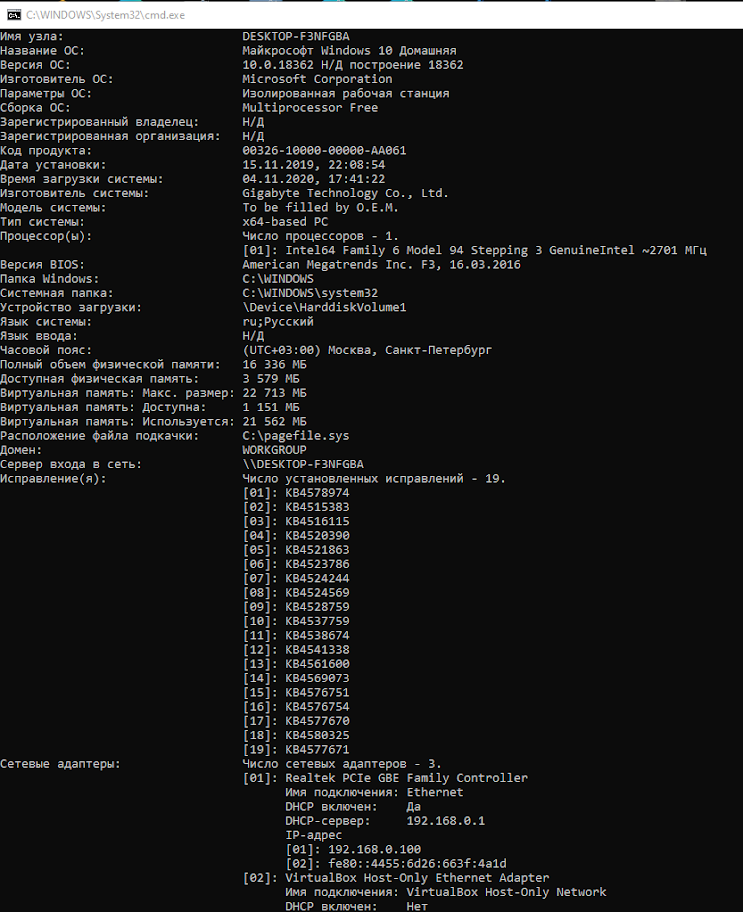 C:\WINDOWS\System32\cmd.exe
Имя узла: DESKTOP-F3NFGBA
Название ОС: Майкрософт Windows 10 Домашняя
Версия ОС: 10.0.18362 Н/Д построение 18362
Изготовитель ОС: Microsoft Corporation
Параметры ОС: Изолированная рабочая станция
Сборка ОС: Multiprocessor Free
Зарегистрированный владелец: Н/Д
Зарегистрированная организация: Н/Д
Код продукта: 00326-10000-00000-AA061
Дата установки: 15.11.2019, 22:08:54
Время загрузки системы: 04.11.2020, 17:41:22
Изготовитель системы: Gigabyte Technology Co., Ltd.
Модель системы: To be filled by O.E.M.
Тип системы: x64-based PC
Процессор(ы): Число процессоров - 1.
[01]: Intel64 Family 6 Model 94 Stepping 3 GenuineIntel ~2701 МГц
Версия BIOS: American Megatrends Inc. F3, 16.03.2016
Папка Windows: C:\WINDOWS
Системная папка: C:\WINDOWS\system32
Устройство загрузки: \Device\HarddiskVolume1
Язык системы: ru;Русский
Язык ввода: Н/Д
Часовой пояс: (UTC+03:00) Москва, Санкт-Петербург
Полный объем физической памяти: 16 336 МБ
Доступная физическая память: 3 579 МБ
Виртуальная память: Макс. размер: 22 713 МБ
Виртуальная память: Доступна: 1 151 МБ
Виртуальная память: Используется: 21 562 МБ
Расположение файла подкачки: C:\pagefile.sys
Домен: WORKGROUP
Сервер входа в сеть: \\DESKTOP-F3NFGBA
Исправление(я): Число установленных исправлений - 19.
[01]: KB4578974
[02]: KB4515383
[03]: KB4516115
[04]: KB4520390
[05]: KB4521863
[06]: KB4523786
[07]: KB4524244
[08]: KB4524569
[09]: KB4528759
[10]: KB4537759
[11]: KB4538674
[12]: KB4541338
[13]: KB4561600
[14]: KB4569073
[15]: KB4576751
[16]: KB4576754
[17]: KB4577670
[18]: KB4580325
[19]: KB4577671
Сетевые адаптеры: Число сетевых адаптеров - 3.
[01]: Realtek PCIe GBE Family Controller
Имя подключения: Ethernet
DHCP включен: Да
DHCP-сервер: 192.168.0.1
IP-адрес
[01]: 192.168.0.100
[02]: fe80::4455:6d26:663f:4a1d
[02]: VirtualBox Host-Only Ethernet Adapter
Имя подключения: VirtualBox Host-Only Network
DHCP включен: Нет